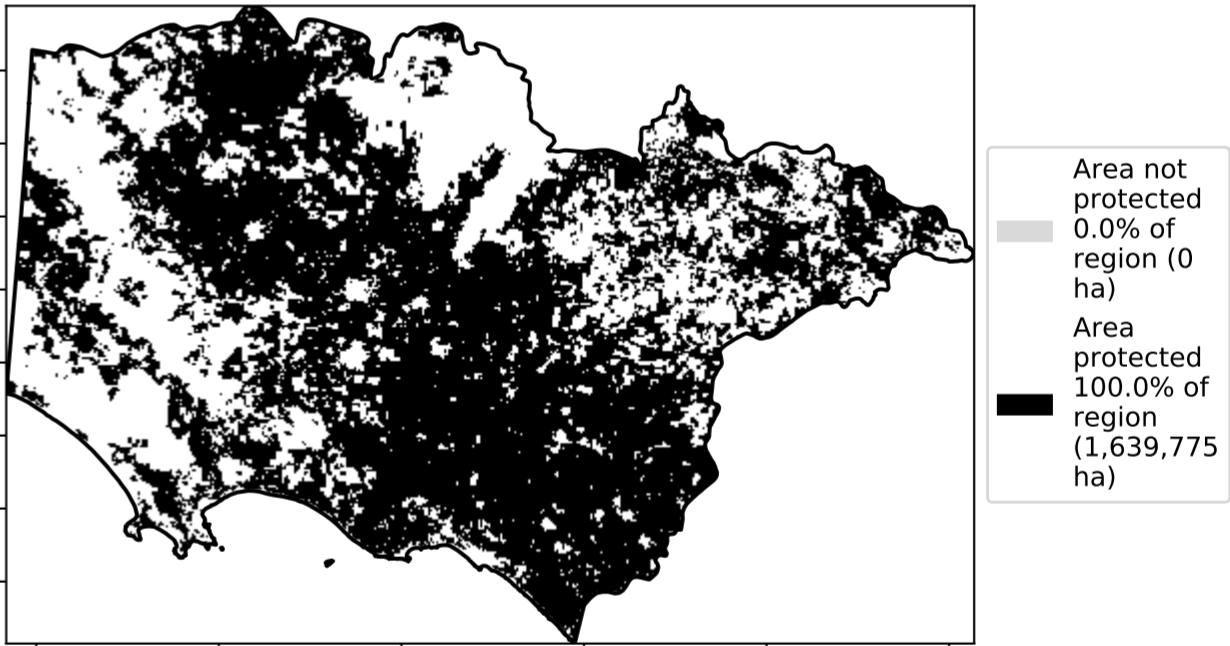 Area not
protected
0.0% of
region (0
ha)
Area
protected
100.0% of
region
(1,639,775
ha)